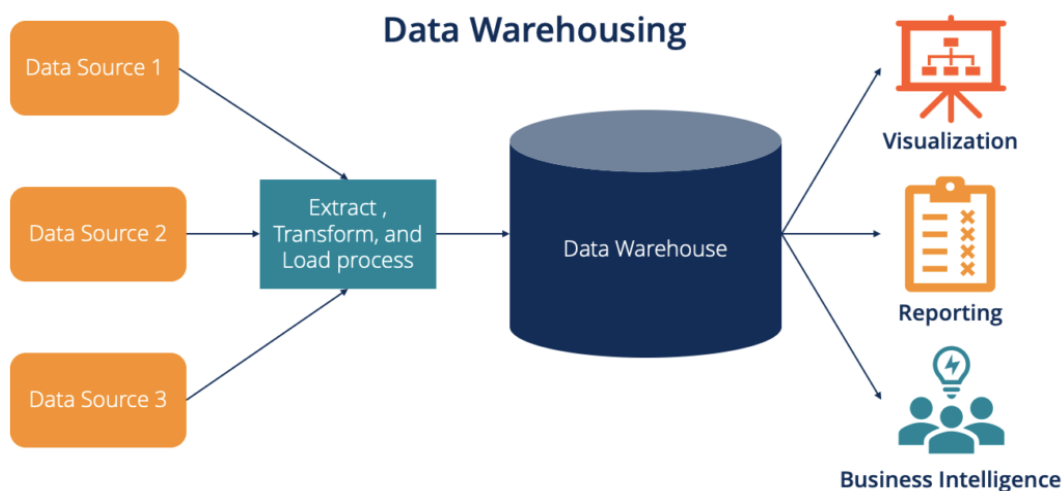 Data Warehousing
Data Source 1
Data Source 2
Data Source 3
Extract ,
Transform, and
Load process
Data Warehouse
Visualization
Reporting
Business Intelligence